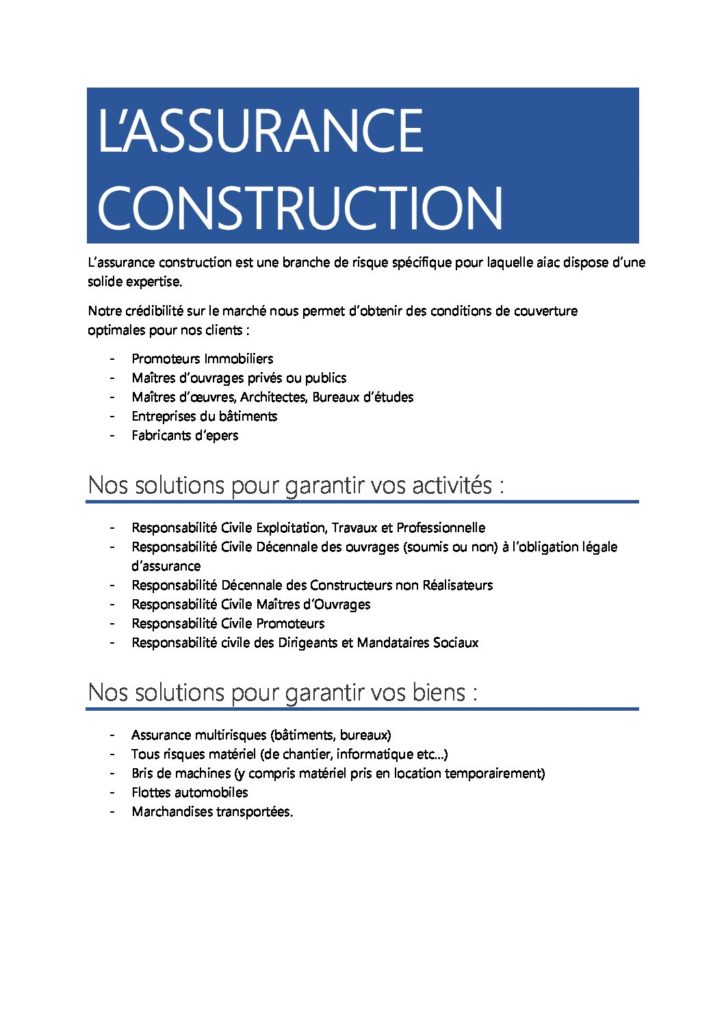 L'ASSURANCE
CONSTRUCTION
L'assurance construction est une branche de risque spécifique pour laquelle aiac dispose d'une
solide expertise.
Notre crédibilité sur le marché nous permet d'obtenir des conditions de couverture
optimales pour nos clients :
- Promoteurs Immobiliers
- Maîtres d'ouvrages privés ou publics
- Maîtres d'œuvres, Architectes, Bureaux d'études
- Entreprises du bâtiments
- Fabricants d'epers
Nos solutions pour garantir vos activités :
- Responsabilité Civile Exploitation, Travaux et Professionnelle
- Responsabilité Civile Décennale des ouvrages (soumis ou non) à l'obligation légale
d'assurance
- Responsabilité Décennale des Constructeurs non Réalisateurs
- Responsabilité Civile Maîtres d'Ouvrages
- Responsabilité Civile Promoteurs
- Responsabilité civile des Dirigeants et Mandataires Sociaux
Nos solutions pour garantir vos biens :
- Assurance multirisques (bâtiments, bureaux)
- Tous risques matériel (de chantier, informatique etc...)
- Bris de machines (y compris matériel pris en location temporairement)
- Flottes automobiles
- Marchandises transportées.